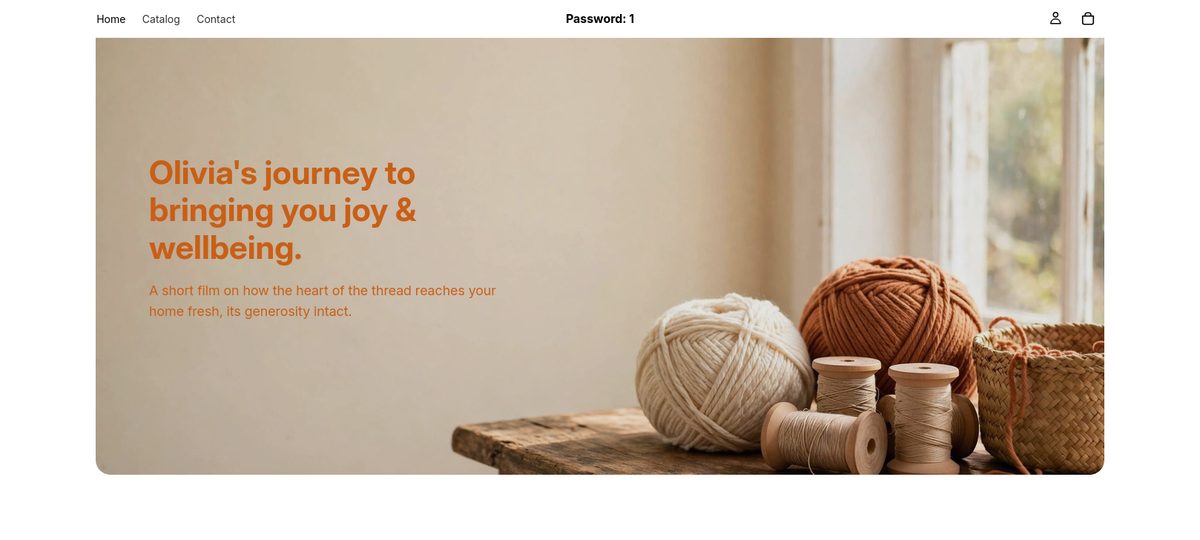 Home Catalog Contact Password: 1
Olivia's journey to
bringing you joy &
wellbeing.
A short film on how the heart of the thread reaches your
home fresh, its generosity intact.